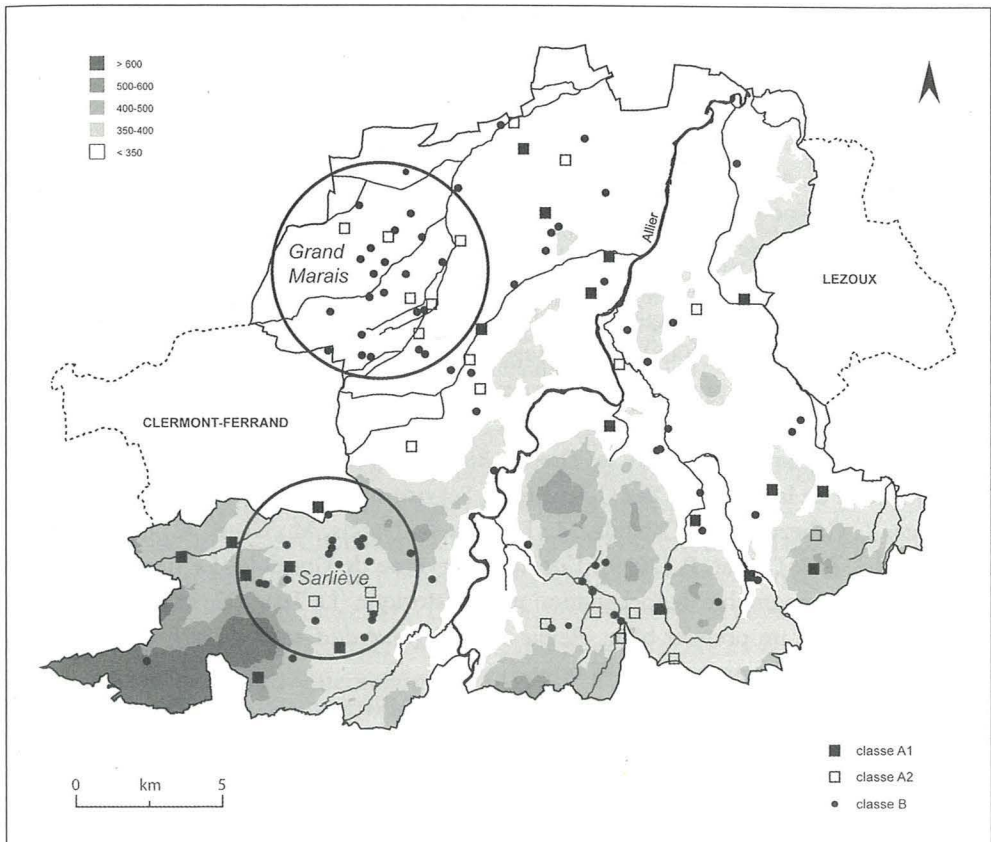 > 600
500-600
400-500
350-400
< 350
Grand
Marais
Allier
LEZOUX
CLERMONT-FERRAND
Sarliève
0 km 5
classe A1
classe A2
classe B